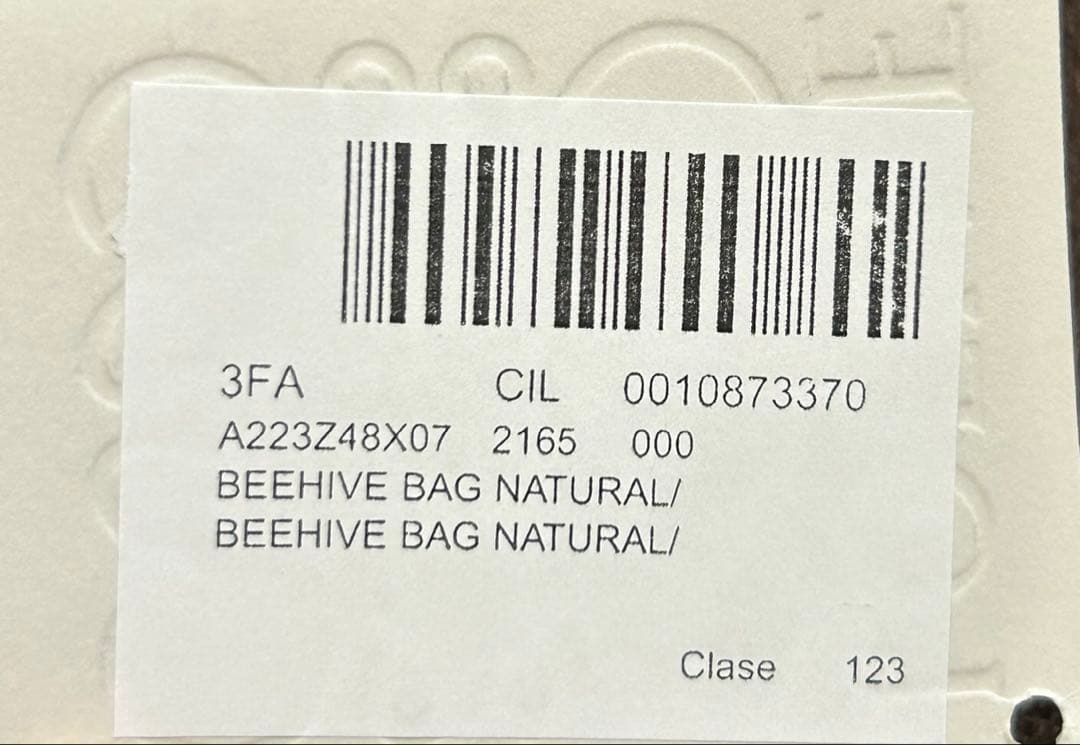 3FA CIL 0010873370
A223Z48X07 2165 000
BEEHIVE BAG NATURAL/
BEEHIVE BAG NATURAL/
Clase 123